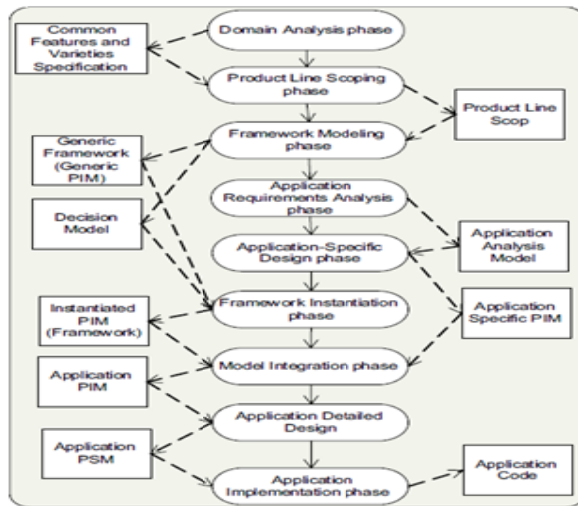 Common
Features and
Varieties
Specification
Domain Analysis phase
Product Line Scoping
phase
Product Line
Scop
Generic
Framework
(Generic
PIM)
Framework Modeling
phase
Decision
Model
Application
Requirements Analysis
phase
Application
Analysis
Model
Application-Specific
Design phase
Instantiated
PIM
(Framework)
Framework Instantiation
phase
Application
Specific PIM
Model Integration phase
Application
PIM
Application Detailed
Design
Application
PSM
Application
Implementation phase
Application
Code